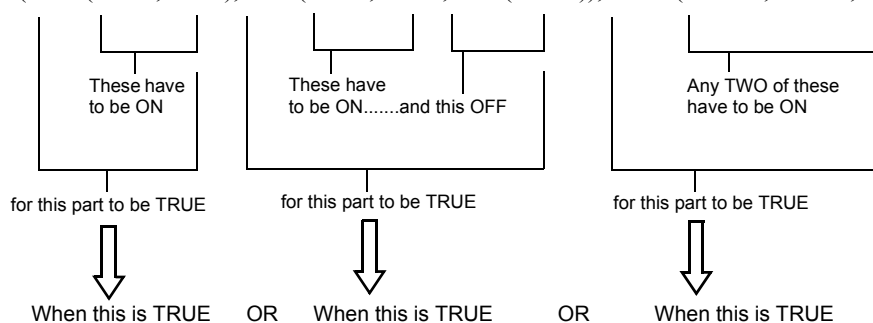 These have
to be ON
These have
to be ON.......and this OFF
Any TWO of these
have to be ON
for this part to be TRUE
for this part to be TRUE
for this part to be TRUE
When this is TRUE OR When this is TRUE OR When this is TRUE